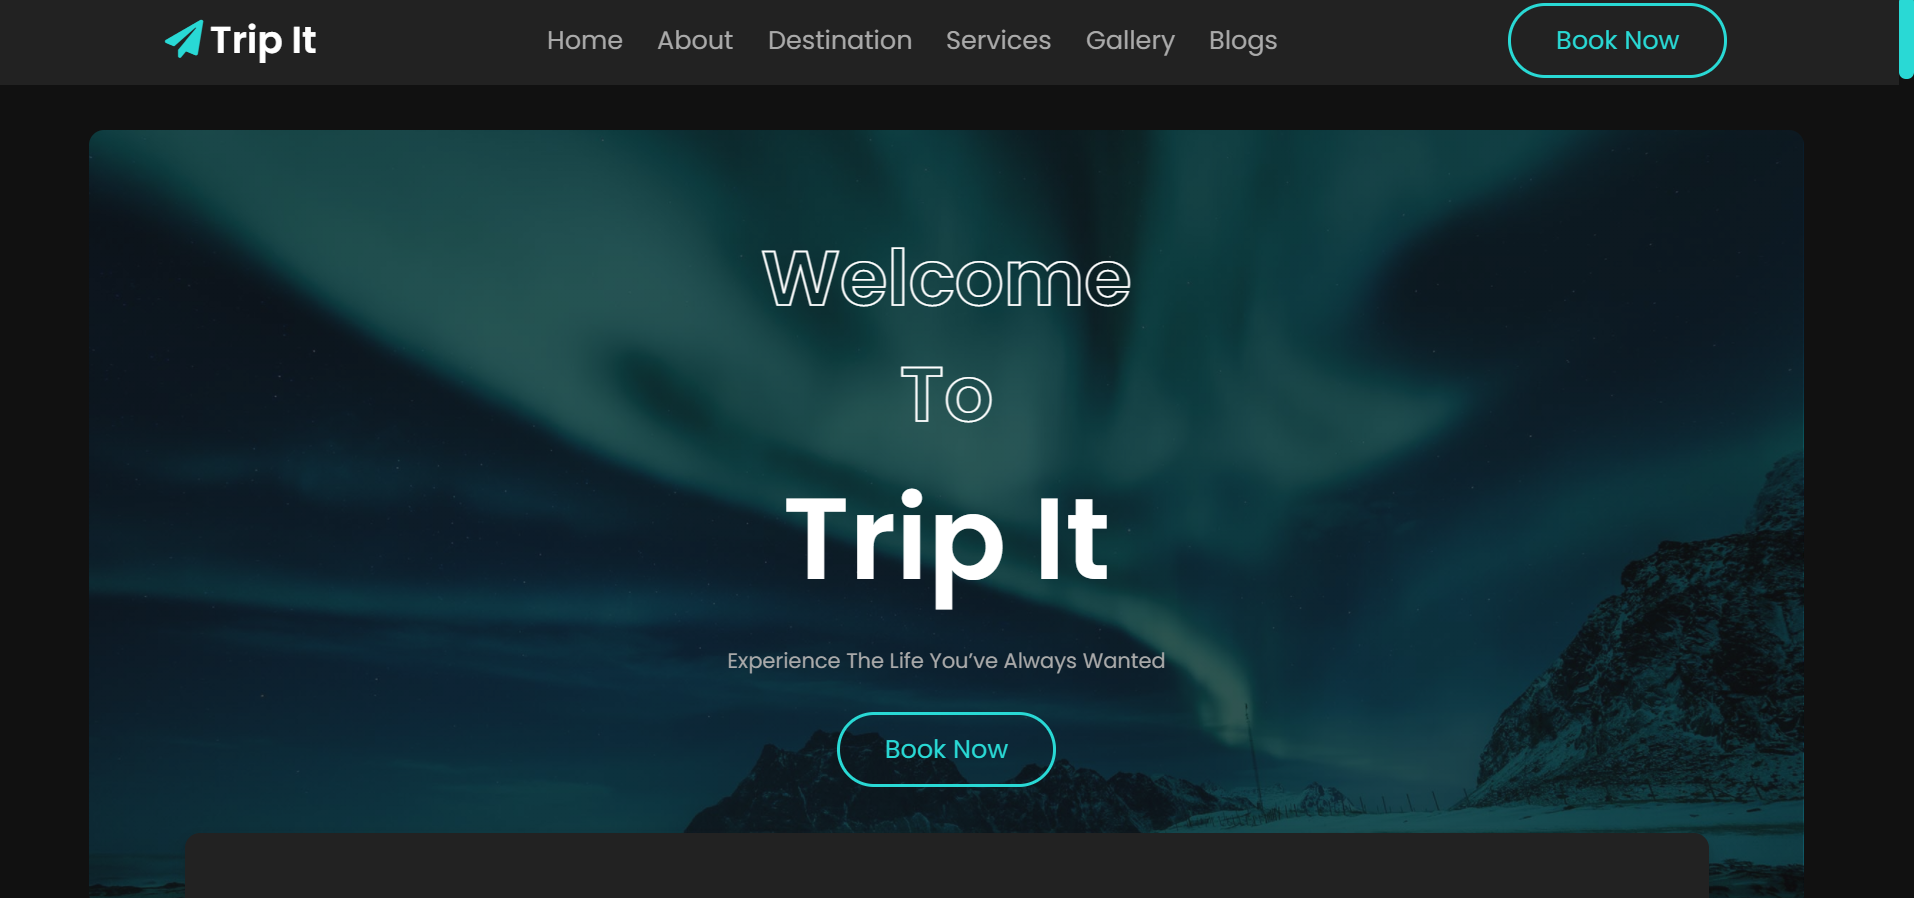 Trip It
Home About Destination Services Gallery Blogs
Book Now
Welcome
To
Trip It
Experience The Life You’ve Always Wanted
Book Now